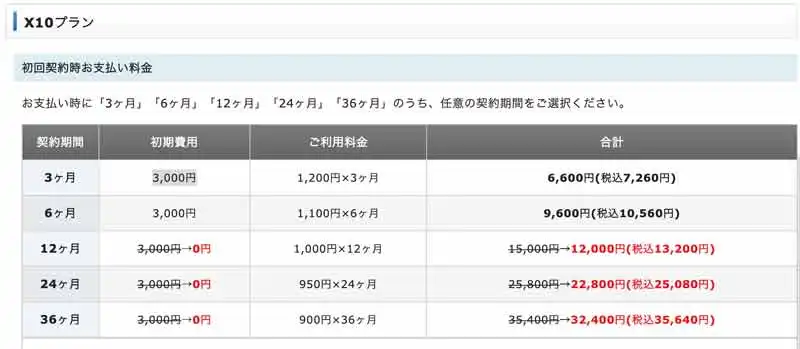 X10プラン
初回契約時お支払い料金
お支払い時に「3ヶ月」「6ヶ月」「12ヶ月」「24ヶ月」「36ヶ月」のうち、任意の契約期間をご選択ください。
契約期間 初期費用 ご利用料金 合計
3ヶ月 3,000円 1,200円×3ヶ月 6,600円(税込7,260円)
6ヶ月 3,000円 1,100円×6ヶ月 9,600円(税込10,560円)
12ヶ月 3,000円→0円 1,000円×12ヶ月 15,000円→12,000円(税込13,200円)
24ヶ月 3,000円→0円 950円×24ヶ月 25,800円→22,800円(税込25,080円)
36ヶ月 3,000円→0円 900円×36ヶ月 35,400円→32,400円(税込35,640円)